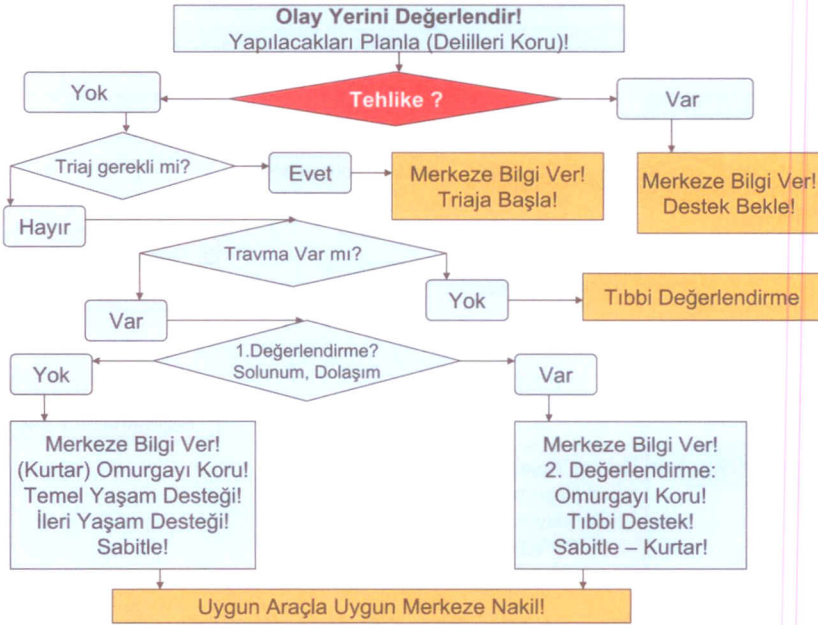 Olay Yerini Değerlendir!
Yapılacakları Planla (Delilleri Koru)!
Yok
Tehlike ?
Var
Triaj gerekli mi?
Evet
Merkeze Bilgi Ver!
Triaja Başla!
Merkeze Bilgi Ver!
Destek Bekle!
Hayır
Travma Var mı?
Yok
Tıbbi Değerlendirme
Var
1.Değerlendirme?
Solunum, Dolaşım
Yok
Var
Merkeze Bilgi Ver!
(Kurtar) Omurgayı Koru!
Temel Yaşam Desteği!
İleri Yaşam Desteği!
Sabitle!
Merkeze Bilgi Ver!
2. Değerlendirme:
Omurgayı Koru!
Tıbbi Destek!
Sabitle – Kurtar!
Uygun Araçla Uygun Merkeze Nakil!